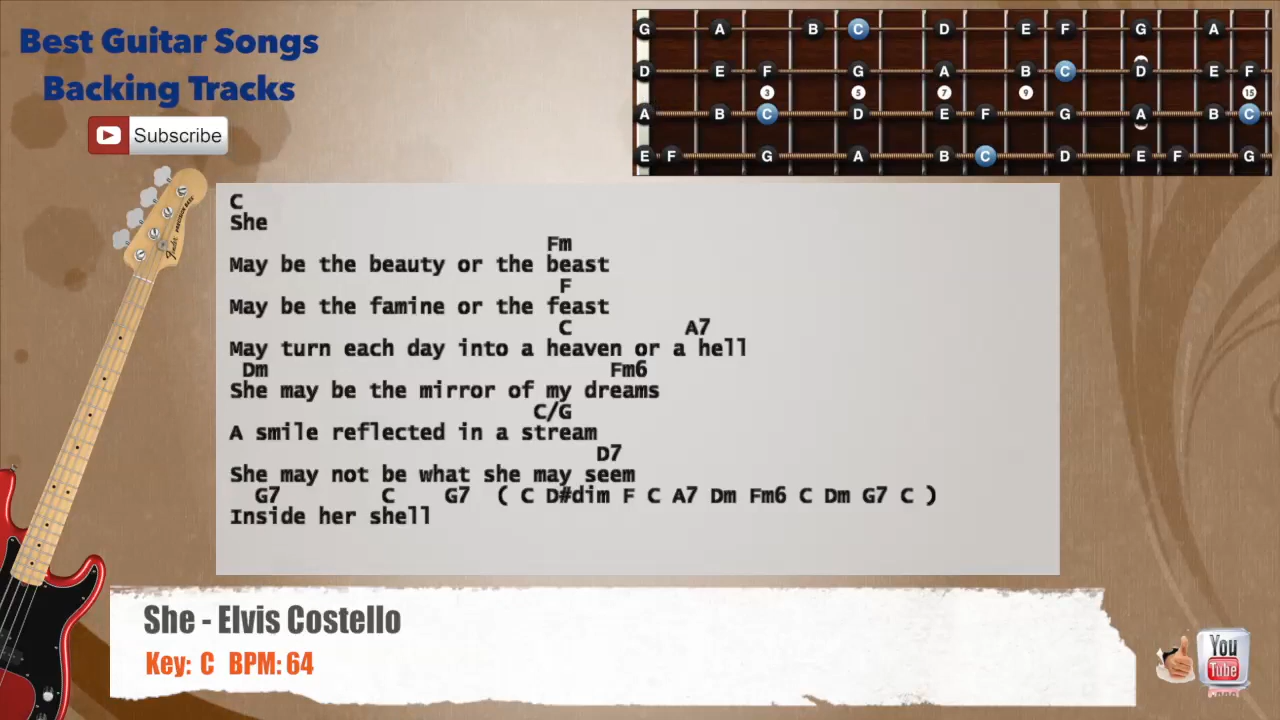 Best Guitar Songs
Backing Tracks
Subscribe
G A B C D E F G A
D E F G A B C D E F
3 5 7 9 15
A B C D E F G A B C
E F G A B C D E F G
Fender PRECISION BASS
C
She
Fm
May be the beauty or the beast
F
May be the famine or the feast
C A7
May turn each day into a heaven or a hell
Dm Fm6
She may be the mirror of my dreams
C/G
A smile reflected in a stream
D7
She may not be what she may seem
G7 C G7 ( C D#dim F C A7 Dm Fm6 C Dm G7 C )
Inside her shell
She - Elvis Costello
Key: C BPM: 64
You
Tube